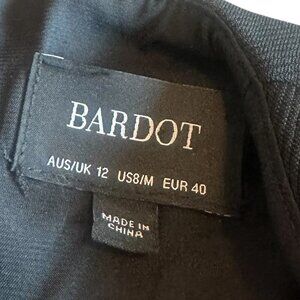 BARDOT
AUS/UK 12 US8/M EUR 40
MADE IN
CHINA